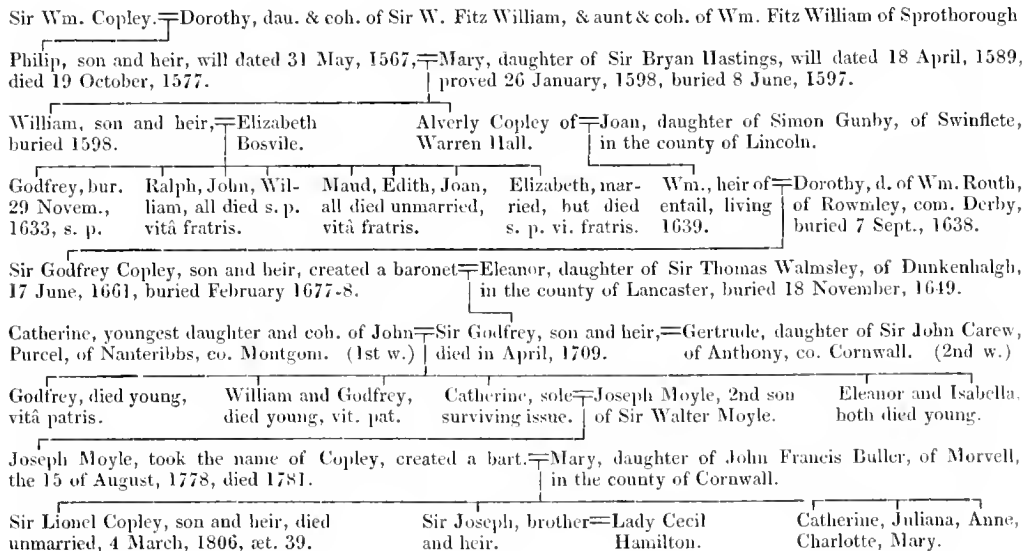 Sir Wm. Copley.=Dorothy, dau. & coh. of Sir W. Fitz William, & aunt & coh. of Wm. Fitz William of Sprothorough
Philip, son and heir, will dated 31 May, 1567,=Mary, daughter of Sir Bryan Hastings, will dated 18 April, 1589,
died 19 October, 1577. proved 26 January, 1598, buried 8 June, 1597.
William, son and heir,=Elizabeth Alverly Copley of=Joan, daughter of Simon Gunby, of Swinflete,
buried 1598. Bosvile. Warren Hall. in the county of Lincoln.
Godfrey, bur. Ralph, John, Wil- Maud, Edith, Joan, Elizabeth, mar- Wm., heir of=Dorothy, d. of Wm. Routh,
29 Novem., liam, all died s. p. all died unmarried, ried, but died entail, living of Rowmley, com. Derby,
1633, s. p. vitâ fratris. vitâ fratris. s. p. vi. fratris. 1639. buried 7 Sept., 1638.
Sir Godfrey Copley, son and heir, created a baronet=Eleanor, daughter of Sir Thomas Walmsley, of Dunkenhalgh,
17 June, 1661, buried February 1677-8. in the county of Lancaster, buried 18 November, 1649.
Catherine, youngest daughter and coh. of John=Sir Godfrey, son and heir,=Gertrude, daughter of Sir John Carew,
Purcel, of Nanteribbs, co. Montgom. (1st w.) died in April, 1709. of Anthony, co. Cornwall. (2nd w.)
Godfrey, died young, William and Godfrey, Catherine, sole=Joseph Moyle, 2nd son Eleanor and Isabella,
vitâ patris. died young, vit. pat. surviving issue. of Sir Walter Moyle. both died young.
Joseph Moyle, took the name of Copley, created a bart.=Mary, daughter of John Francis Buller, of Morvell,
the 15 of August, 1778, died 1781. in the county of Cornwall.
Sir Lionel Copley, son and heir, died Sir Joseph, brother=Lady Cecil Catherine, Juliana, Anne,
unmarried, 4 March, 1806, æt. 39. and heir. Hamilton. Charlotte, Mary.